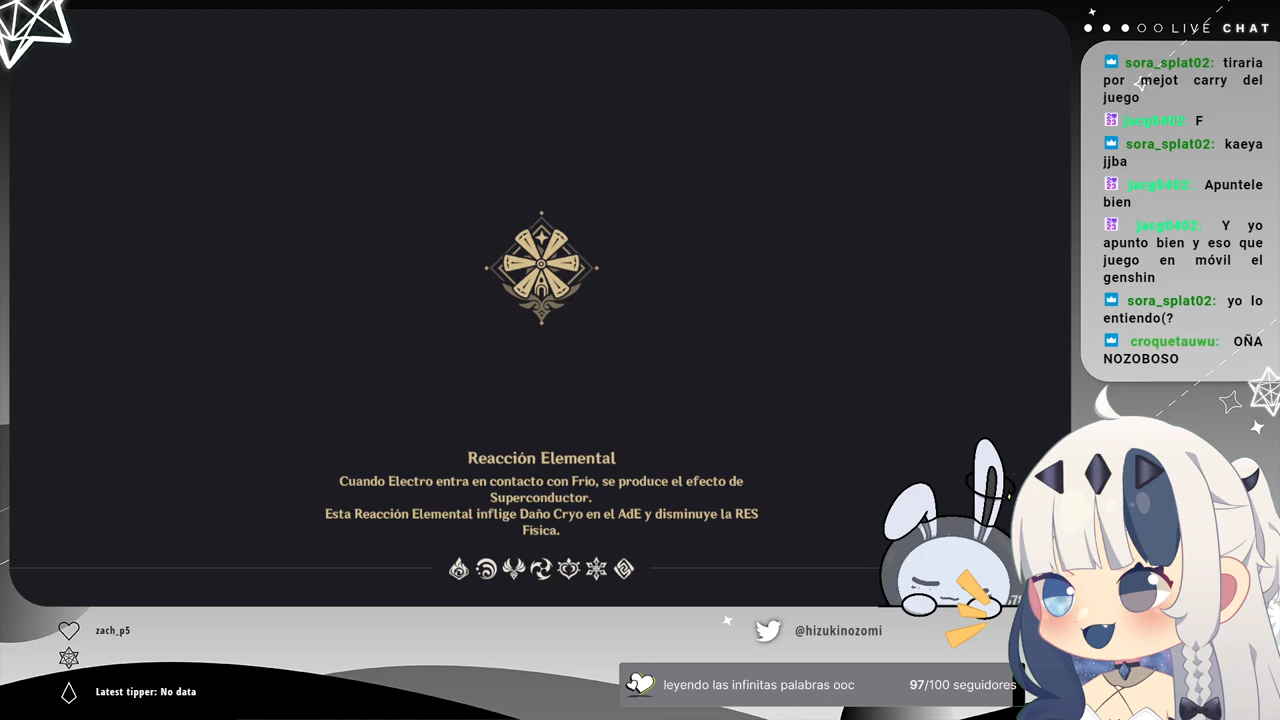 LIVE CHAT
sora_splat02: tiraria
por mejot carry del
juego
jacg0402: F
sora_splat02: kaeya
jjba
jacg0402: Apuntele
bien
jacg0402: Y yo
apunto bien y eso que
juego en móvil el
genshin
sora_splat02: yo lo
entiendo(?
croquetauwu: OÑA
NOZOBOSO
Reacción Elemental
Cuando Electro entra en contacto con Frío, se produce el efecto de
Superconductor.
Esta Reacción Elemental inflige Daño Cryo en el AdE y disminuye la RES
Física.
zach_p5
@hizukinozomi
leyendo las infinitas palabras ooc 97/100 seguidores
Latest tipper: No data